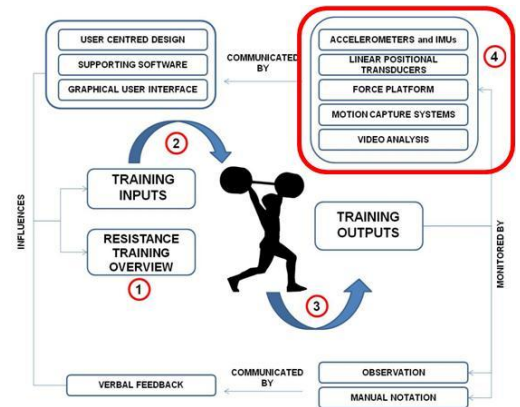 USER CENTRED DESIGN
SUPPORTING SOFTWARE
GRAPHICAL USER INTERFACE
COMMUNICATED
BY
ACCELEROMETERS and IMUs
LINEAR POSITIONAL
TRANSDUCERS
FORCE PLATFORM
MOTION CAPTURE SYSTEMS
VIDEO ANALYSIS
4
2
TRAINING
INPUTS
RESISTANCE
TRAINING
OVERVIEW
1
TRAINING
OUTPUTS
3
INFLUENCES
MONITORED BY
VERBAL FEEDBACK
COMMUNICATED
BY
OBSERVATION
MANUAL NOTATION